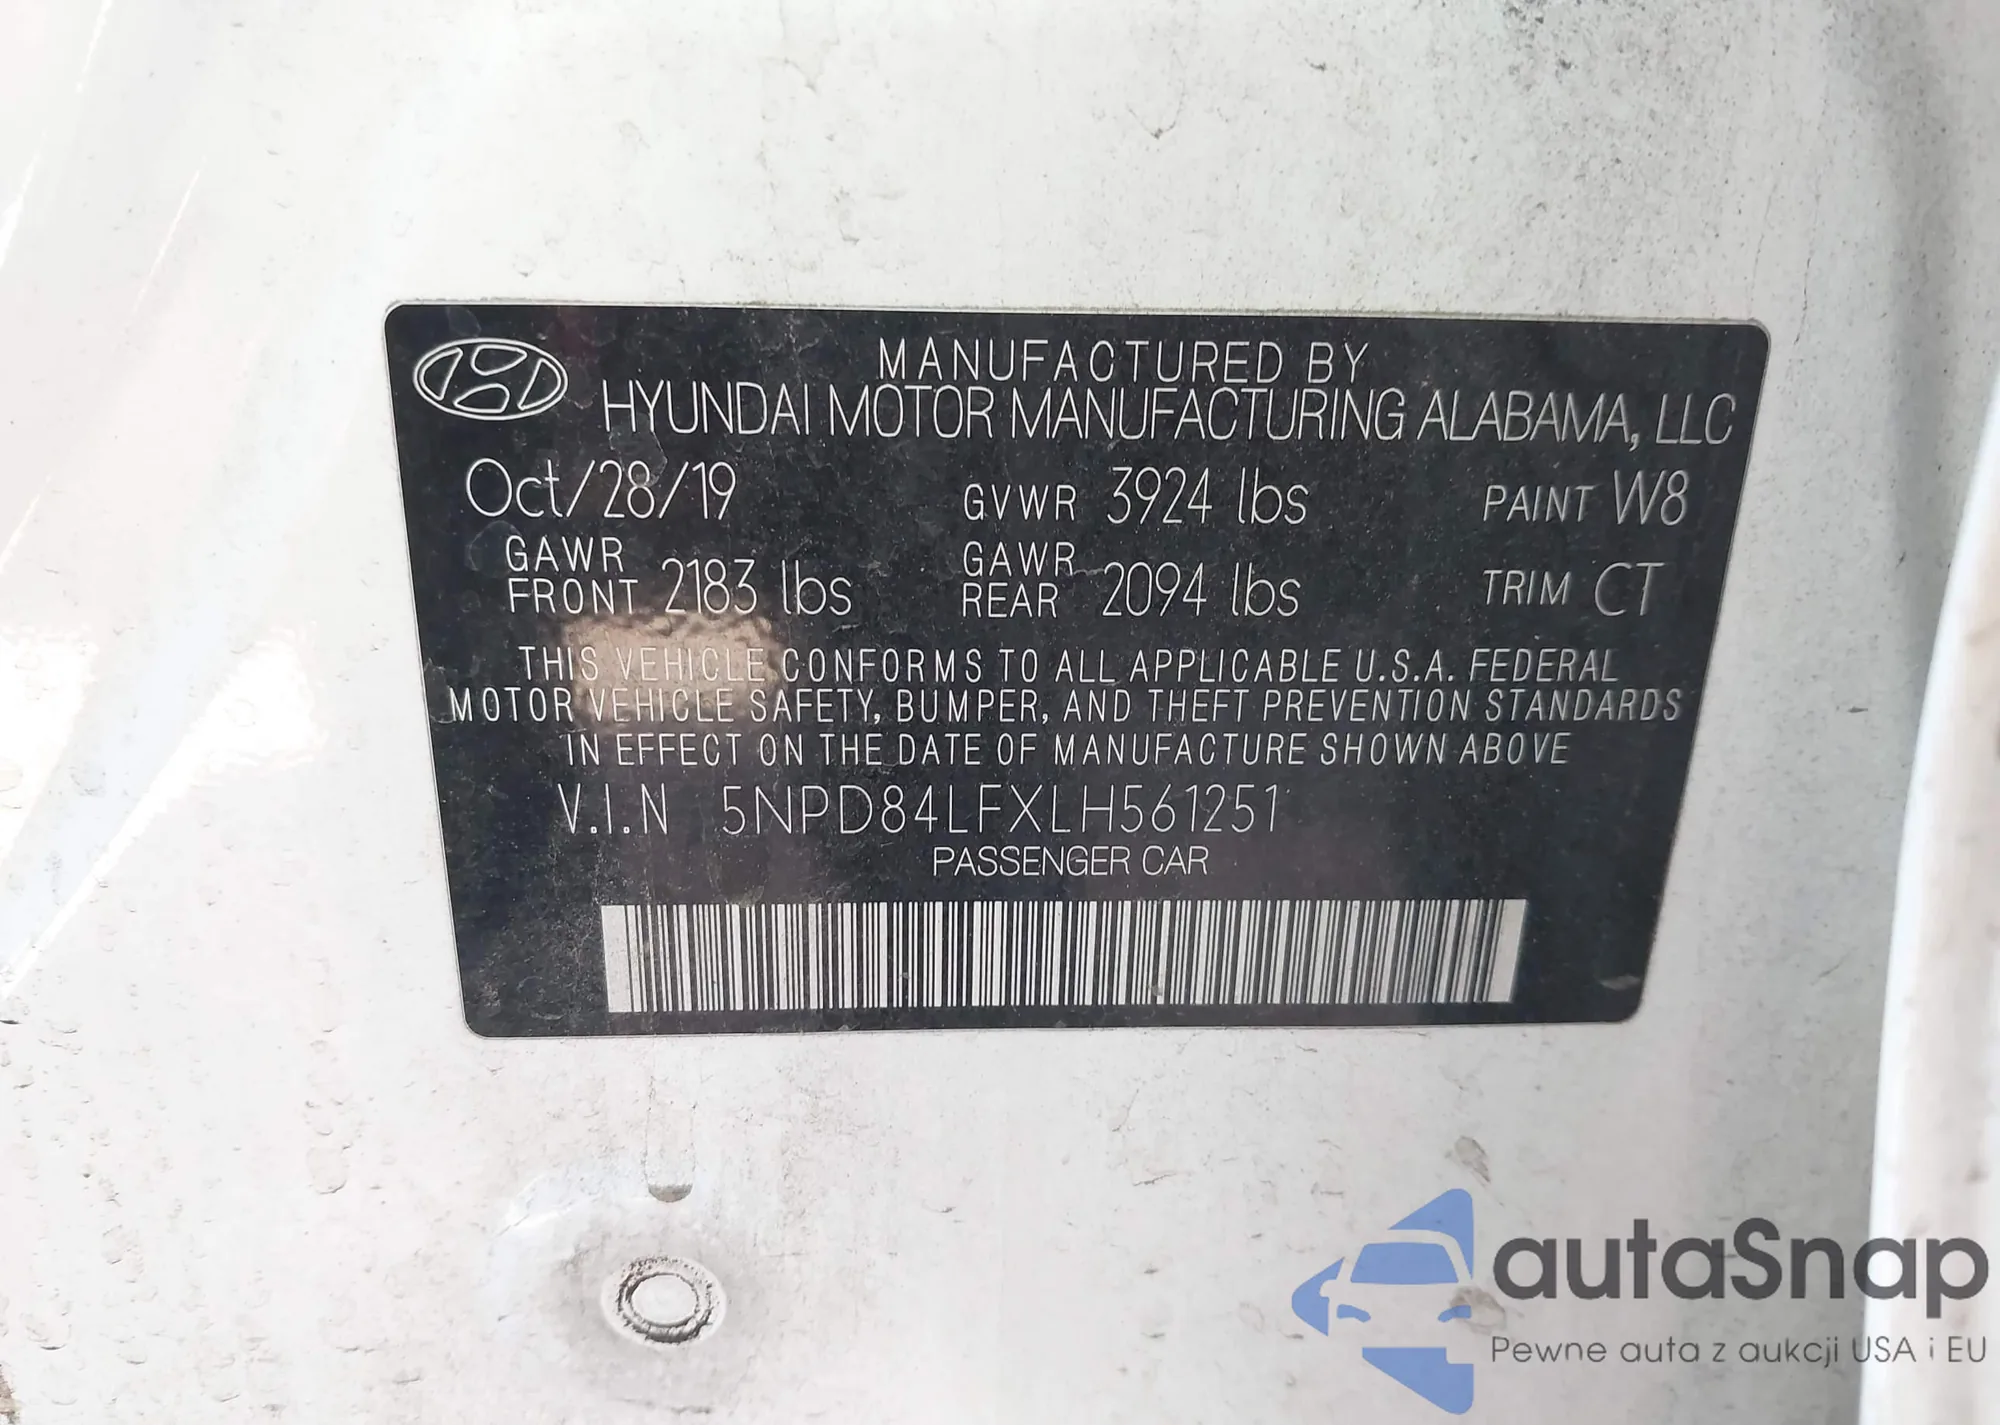 MANUFACTURED BY
HYUNDAI MOTOR MANUFACTURING ALABAMA, LLC
Oct/28/19 GVWR 3924 lbs PAINT W8
GAWR FRONT 2183 lbs GAWR REAR 2094 lbs TRIM CT
THIS VEHICLE CONFORMS TO ALL APPLICABLE U.S.A. FEDERAL
MOTOR VEHICLE SAFETY, BUMPER, AND THEFT PREVENTION STANDARDS
IN EFFECT ON THE DATE OF MANUFACTURE SHOWN ABOVE
V.I.N 5NPD84LFXLH561251
PASSENGER CAR
autaSnap
Pewne auta z aukcji USA i EU